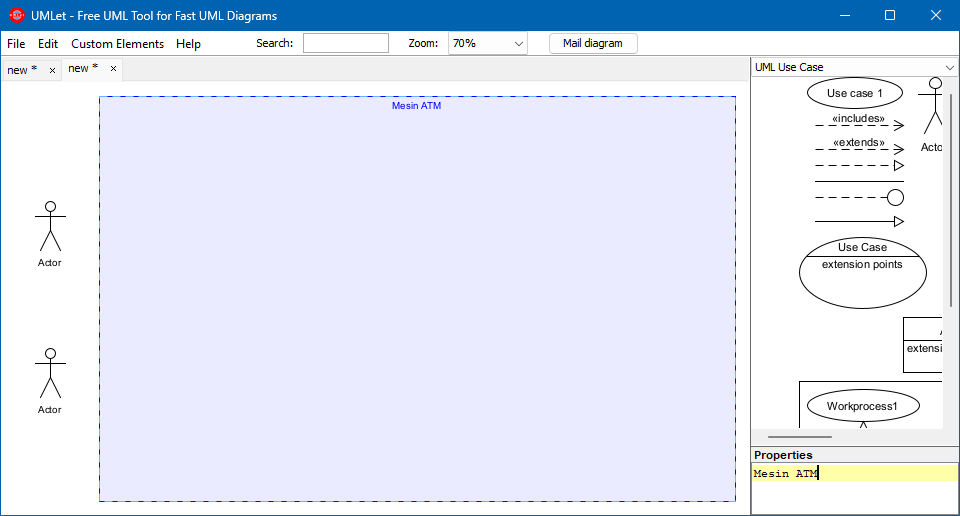 UMLet - Free UML Tool for Fast UML Diagrams
File Edit Custom Elements Help Search: Zoom: 70% Mail diagram
new * × new * ×
Mesin ATM
Actor
Actor
UML Use Case
Use case 1
«includes»
Acto
«extends»
Use Case
extension points
extensi
Workprocess1
Properties
Mesin ATM